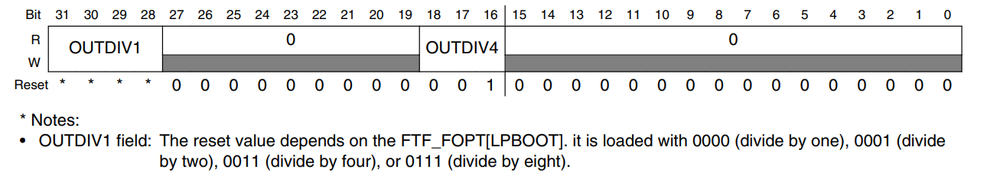 Bit 31 30 29 28 27 26 25 24 23 22 21 20 19 18 17 16 15 14 13 12 11 10 9 8 7 6 5 4 3 2 1 0
R OUTDIV1 0 OUTDIV4 0
W
Reset * * * * 0 0 0 0 0 0 0 0 0 0 0 1 0 0 0 0 0 0 0 0 0 0 0 0 0 0 0 0
* Notes:
• OUTDIV1 field: The reset value depends on the FTF_FOPT[LPBOOT]. it is loaded with 0000 (divide by one), 0001 (divide
by two), 0011 (divide by four), or 0111 (divide by eight).